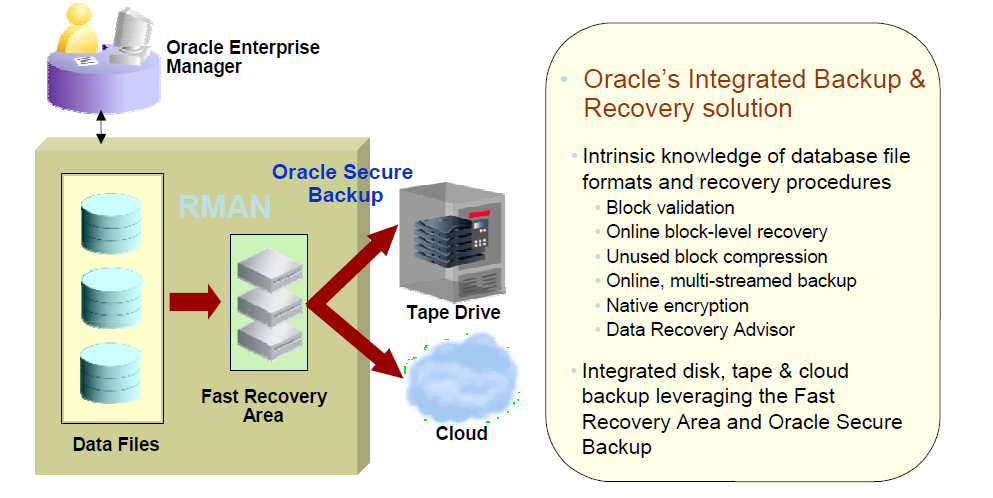 Oracle Enterprise
Manager
RMAN
Oracle Secure
Backup
Tape Drive
Fast Recovery
Area
Cloud
Data Files
• Oracle's Integrated Backup &
Recovery solution
• Intrinsic knowledge of database file
formats and recovery procedures
• Block validation
• Online block-level recovery
• Unused block compression
• Online, multi-streamed backup
• Native encryption
• Data Recovery Advisor
• Integrated disk, tape & cloud
backup leveraging the Fast
Recovery Area and Oracle Secure
Backup